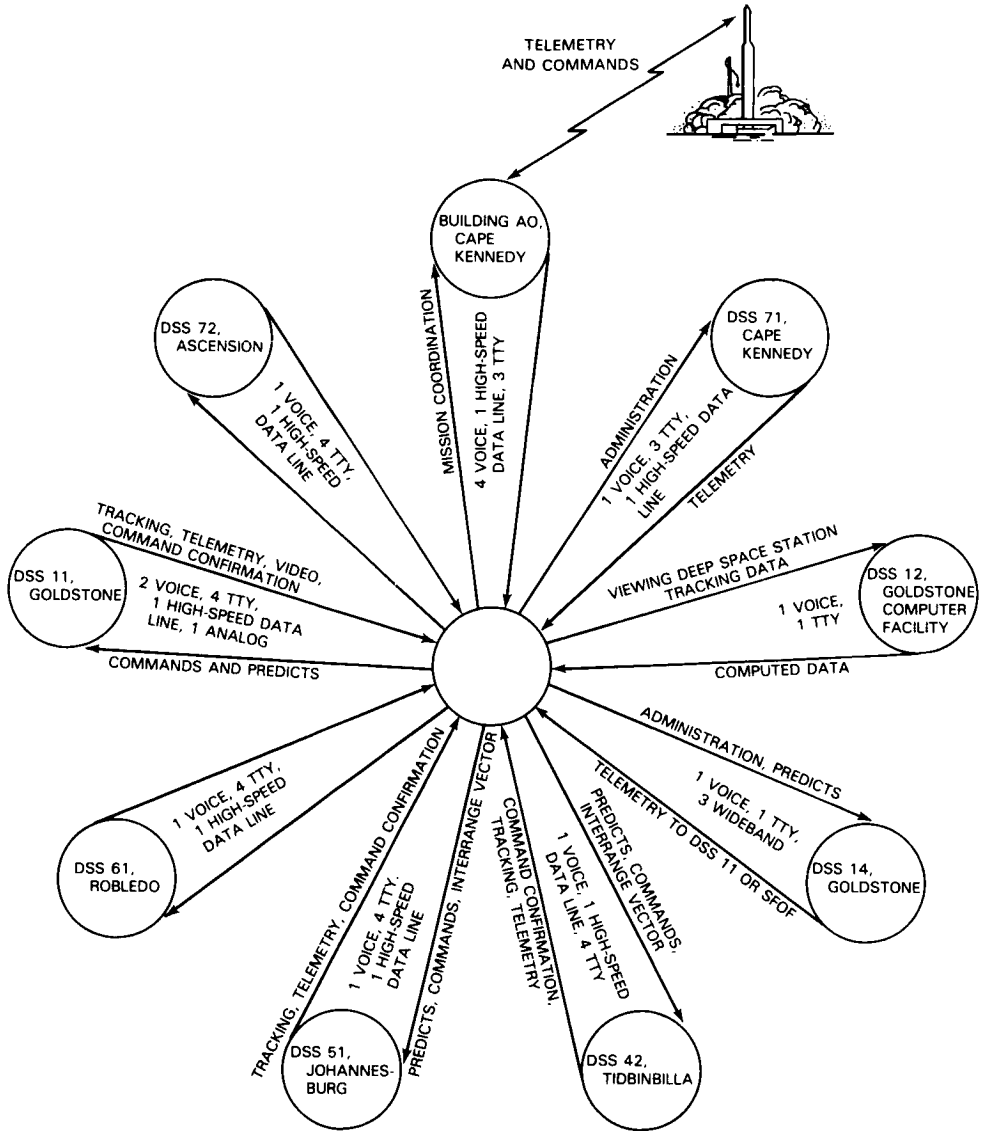 TELEMETRY
AND COMMANDS
BUILDING AO,
CAPE
KENNEDY
MISSION COORDINATION
4 VOICE, 1 HIGH-SPEED
DATA LINE, 3 TTY
DSS 72,
ASCENSION
1 VOICE, 4 TTY,
1 HIGH-SPEED
DATA LINE
DSS 71,
CAPE
KENNEDY
ADMINISTRATION
1 VOICE, 3 TTY,
1 HIGH-SPEED DATA
LINE
TELEMETRY
DSS 11,
GOLDSTONE
TRACKING, TELEMETRY, VIDEO,
COMMAND CONFIRMATION
2 VOICE, 4 TTY,
1 HIGH-SPEED DATA
LINE, 1 ANALOG
COMMANDS AND PREDICTS
VIEWING DEEP SPACE STATION
TRACKING DATA
1 VOICE,
1 TTY
COMPUTED DATA
DSS 12,
GOLDSTONE
COMPUTER
FACILITY
DSS 61,
ROBLEDO
1 VOICE, 4 TTY,
1 HIGH-SPEED
DATA LINE
ADMINISTRATION, PREDICTS
1 VOICE, 1 TTY,
3 WIDEBAND
TELEMETRY TO DSS 11 OR SFOF
DSS 14,
GOLDSTONE
TRACKING, TELEMETRY, COMMAND CONFIRMATION
1 VOICE, 4 TTY.
1 HIGH-SPEED
DATA LINE
PREDICTS, COMMANDS, INTERRANGE VECTOR
DSS 51,
JOHANNES-
BURG
COMMAND CONFIRMATION,
TRACKING, TELEMETRY
1 VOICE, 1 HIGH-SPEED
DATA LINE, 4 TTY
PREDICTS, COMMANDS,
INTERRANGE VECTOR
DSS 42,
TIDBINBILLA